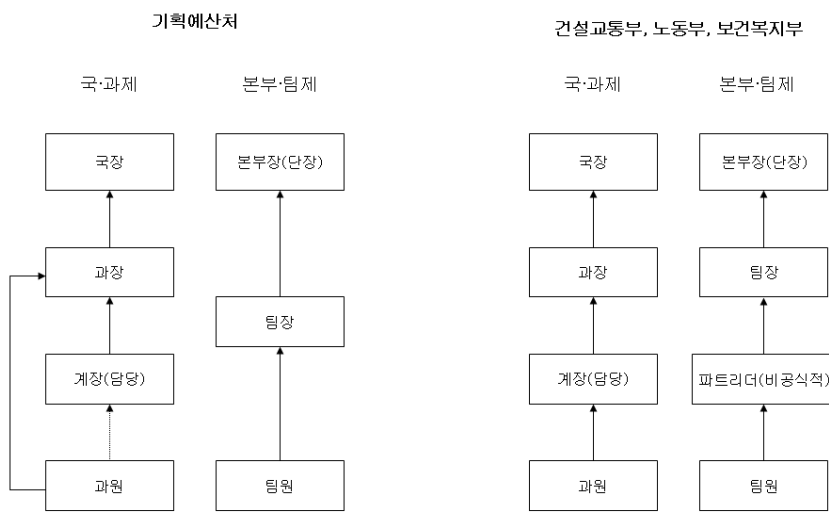 기획예산처
건설교통부, 노동부, 보건복지부
국·과제
본부·팀제
국·과제
본부·팀제
국장
본부장(단장)
국장
본부장(단장)
과장
과장
팀장
팀장
계장(담당)
계장(담당)
파트리더(비공식적)
과원
팀원
과원
팀원